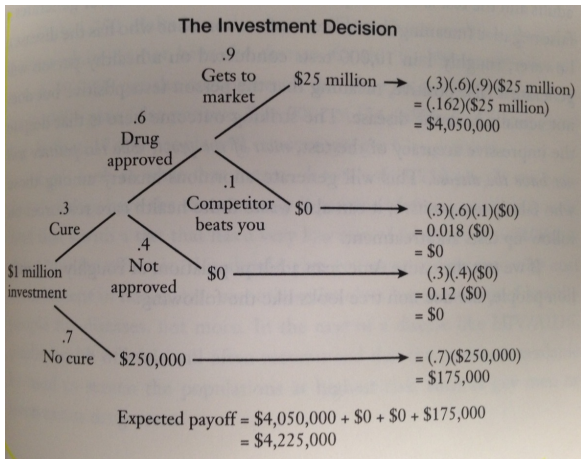 The Investment Decision
.9
Gets to
market
$25 million
(.3)(.6)(.9)($25 million)
= (.162)($25 million)
= $4,050,000
.6
Drug
approved
.1
Competitor
beats you
$0
(.3)(.6)(.1)($0)
= 0.018 ($0)
= $0
.3
Cure
.4
Not
approved
$0
= (.3)(.4)($0)
= 0.12 ($0)
= $0
$1 million
investment
.7
No cure
$250,000
= (.7)($250,000)
= $175,000
Expected payoff = $4,050,000 + $0 + $0 + $175,000
= $4,225,000